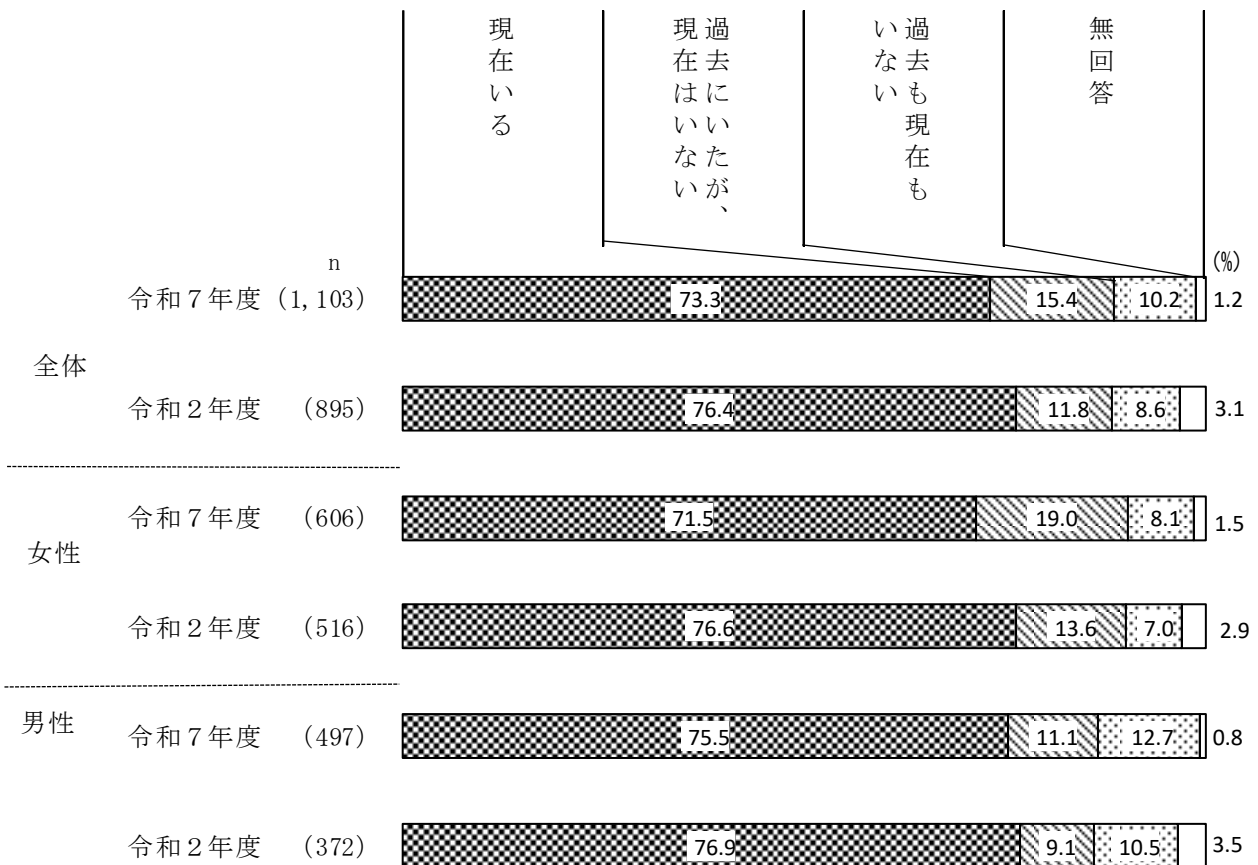 現在いる
過去にいたが、
現在はいない
過去も現在も
いない
無回答
(%)
n
全体
令和７年度 (1,103) 73.3 15.4 10.2 1.2
令和２年度 (895) 76.4 11.8 8.6 3.1
女性
令和７年度 (606) 71.5 19.0 8.1 1.5
令和２年度 (516) 76.6 13.6 7.0 2.9
男性
令和７年度 (497) 75.5 11.1 12.7 0.8
令和２年度 (372) 76.9 9.1 10.5 3.5